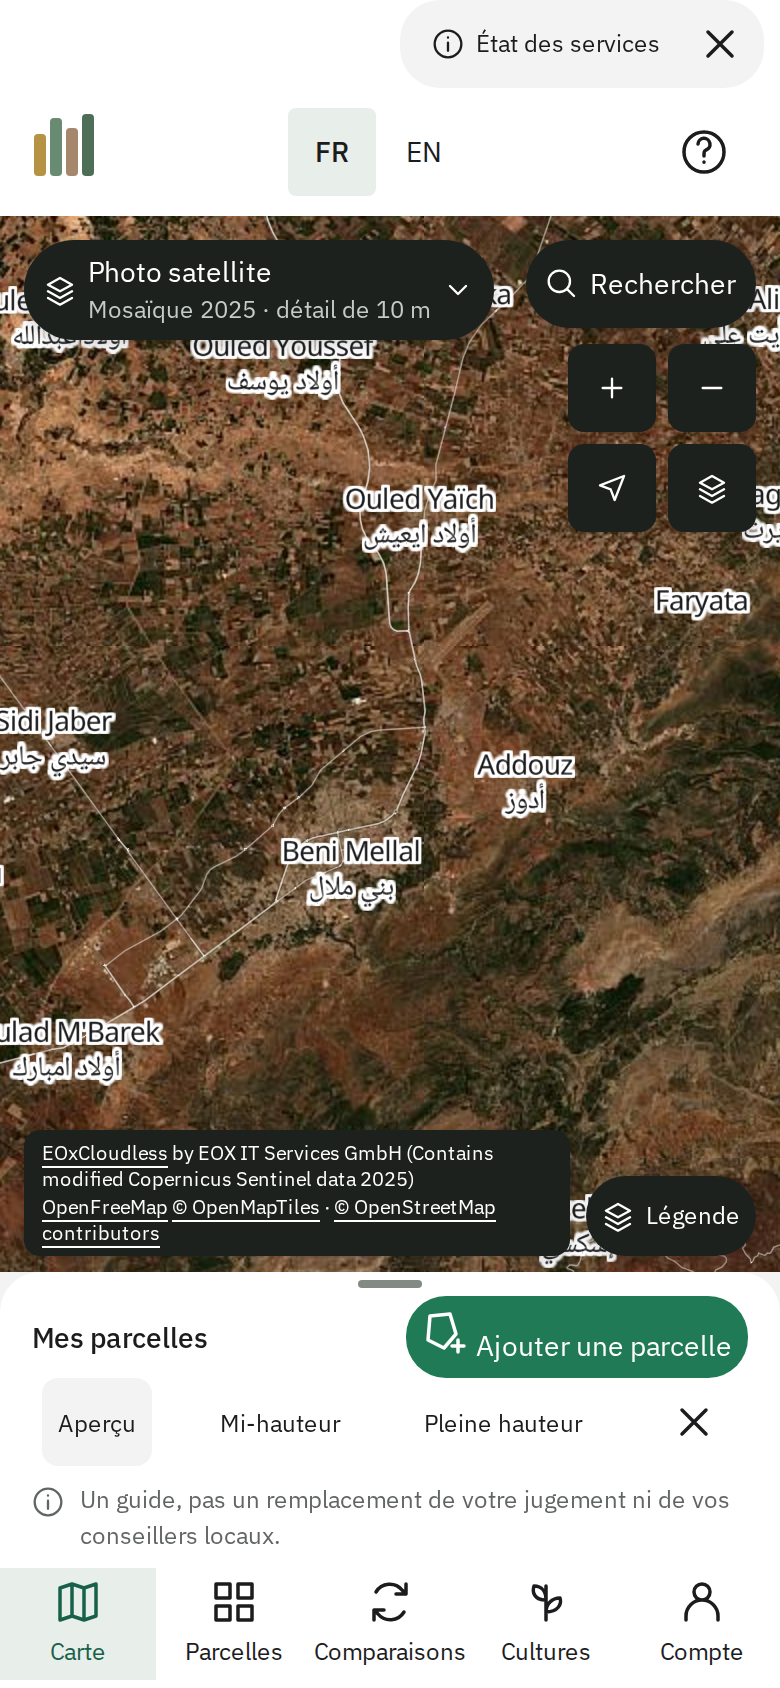 État des services
FR
EN
Photo satellite
Mosaïque 2025 · détail de 10 m
Rechercher
Ouled Youssef
أولاد يوسف
Ouled Yaïch
أولاد ايعيش
Faryata
Sidi Jaber
سيدي جابر
Addouz
أدوز
Beni Mellal
بني ملال
ulad M'Barek
أولاد امبارك
EOxCloudless by EOX IT Services GmbH (Contains
modified Copernicus Sentinel data 2025)
OpenFreeMap © OpenMapTiles · © OpenStreetMap
contributors
Légende
Mes parcelles
Ajouter une parcelle
Aperçu
Mi-hauteur
Pleine hauteur
Un guide, pas un remplacement de votre jugement ni de vos
conseillers locaux.
Carte
Parcelles
Comparaisons
Cultures
Compte